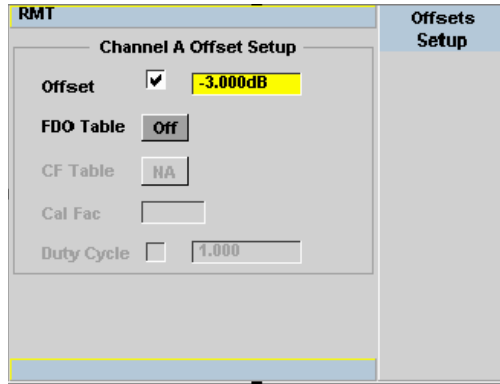 RMT
Offsets
Setup
Channel A Offset Setup
Offset -3.000dB
FDO Table Off
CF Table NA
Cal Fac
Duty Cycle 1.000